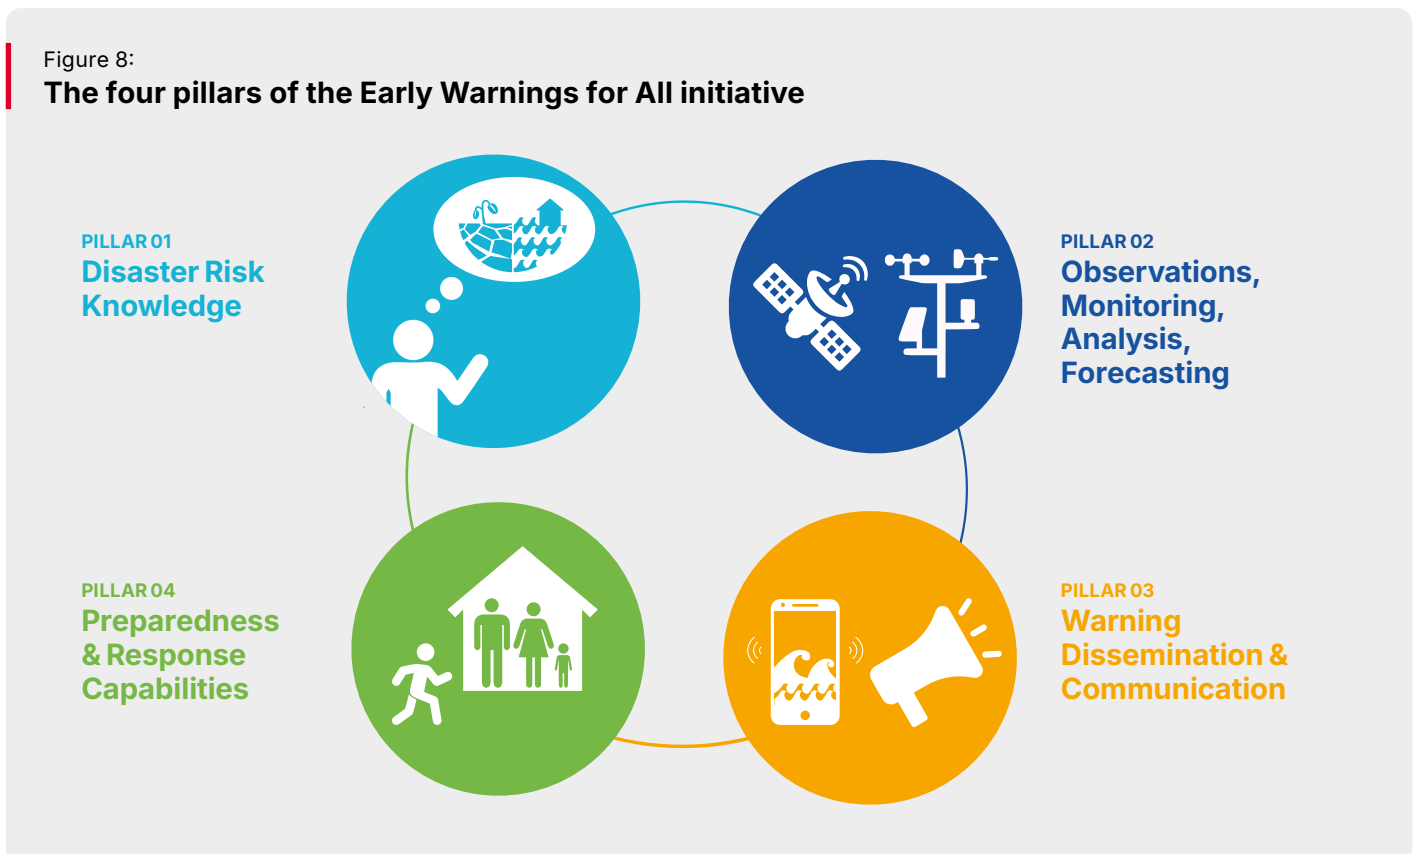 Figure 8:
The four pillars of the Early Warnings for All initiative
PILLAR 01
Disaster Risk
Knowledge
PILLAR 02
Observations,
Monitoring,
Analysis,
Forecasting
PILLAR 04
Preparedness
& Response
Capabilities
PILLAR 03
Warning
Dissemination &
Communication